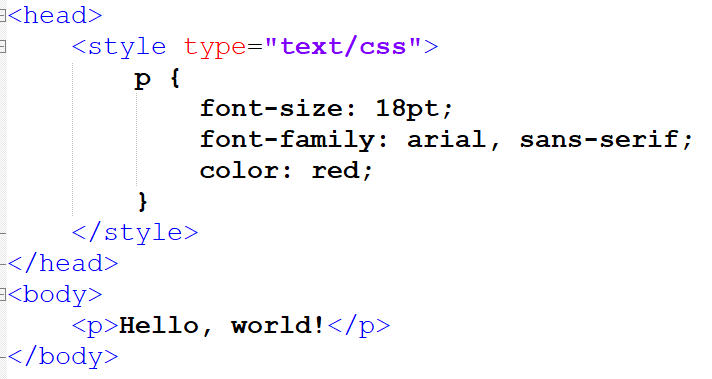 <head>
<style type="text/css">
p {
font-size: 18pt;
font-family: arial, sans-serif;
color: red;
}
</style>
</head>
<body>
<p>Hello, world!</p>
</body>